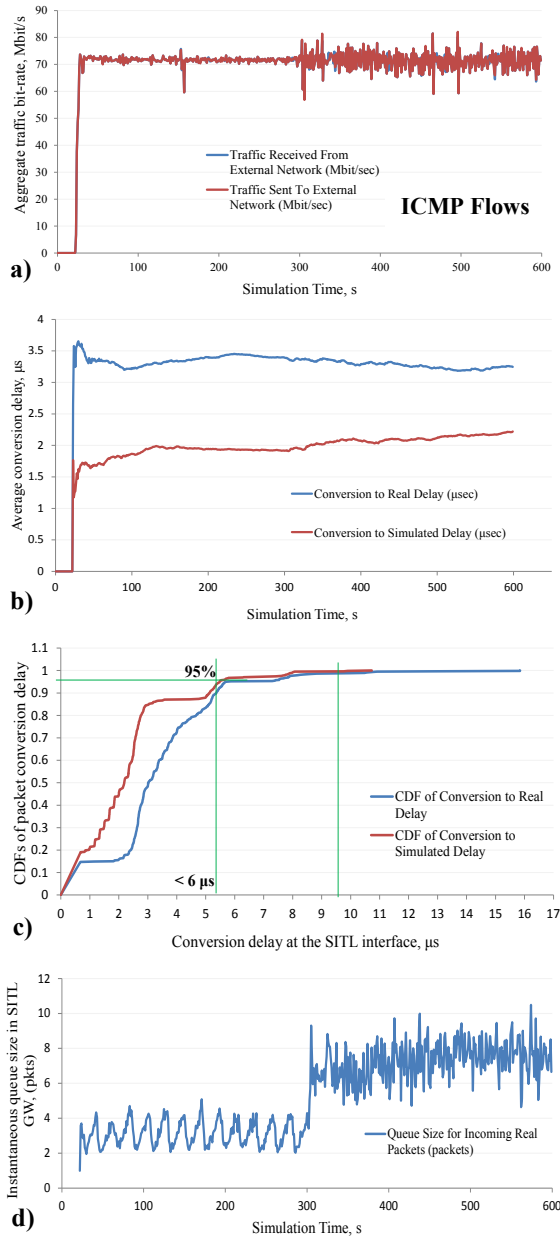 Aggregate traffic bit-rate, Mbit/s
90
80
70
60
50
40
30
20
10
0
Traffic Received From
External Network (Mbit/sec)
Traffic Sent To External
Network (Mbit/sec)
ICMP Flows
0 100 200 300 400 500 600
Simulation Time, s
a)
Average conversion delay, µs
4
3.5
3
2.5
2
1.5
1
0.5
0
Conversion to Real Delay (µsec)
Conversion to Simulated Delay (µsec)
0 100 200 300 400 500 600
Simulation Time, s
b)
CDFs of packet conversion delay
1.1
1
0.9
0.8
0.7
0.6
0.5
0.4
0.3
0.2
0.1
0
95%
CDF of Conversion to Real
Delay
CDF of Conversion to
Simulated Delay
< 6 µs
0 1 2 3 4 5 6 7 8 9 10 11 12 13 14 15 16 17
Conversion delay at the SITL interface, µs
c)
Instantaneous queue size in SITL
GW, (pkts)
12
10
8
6
4
2
0
Queue Size for Incoming Real
Packets (packets)
0 100 200 300 400 500 600
Simulation Time, s
d)